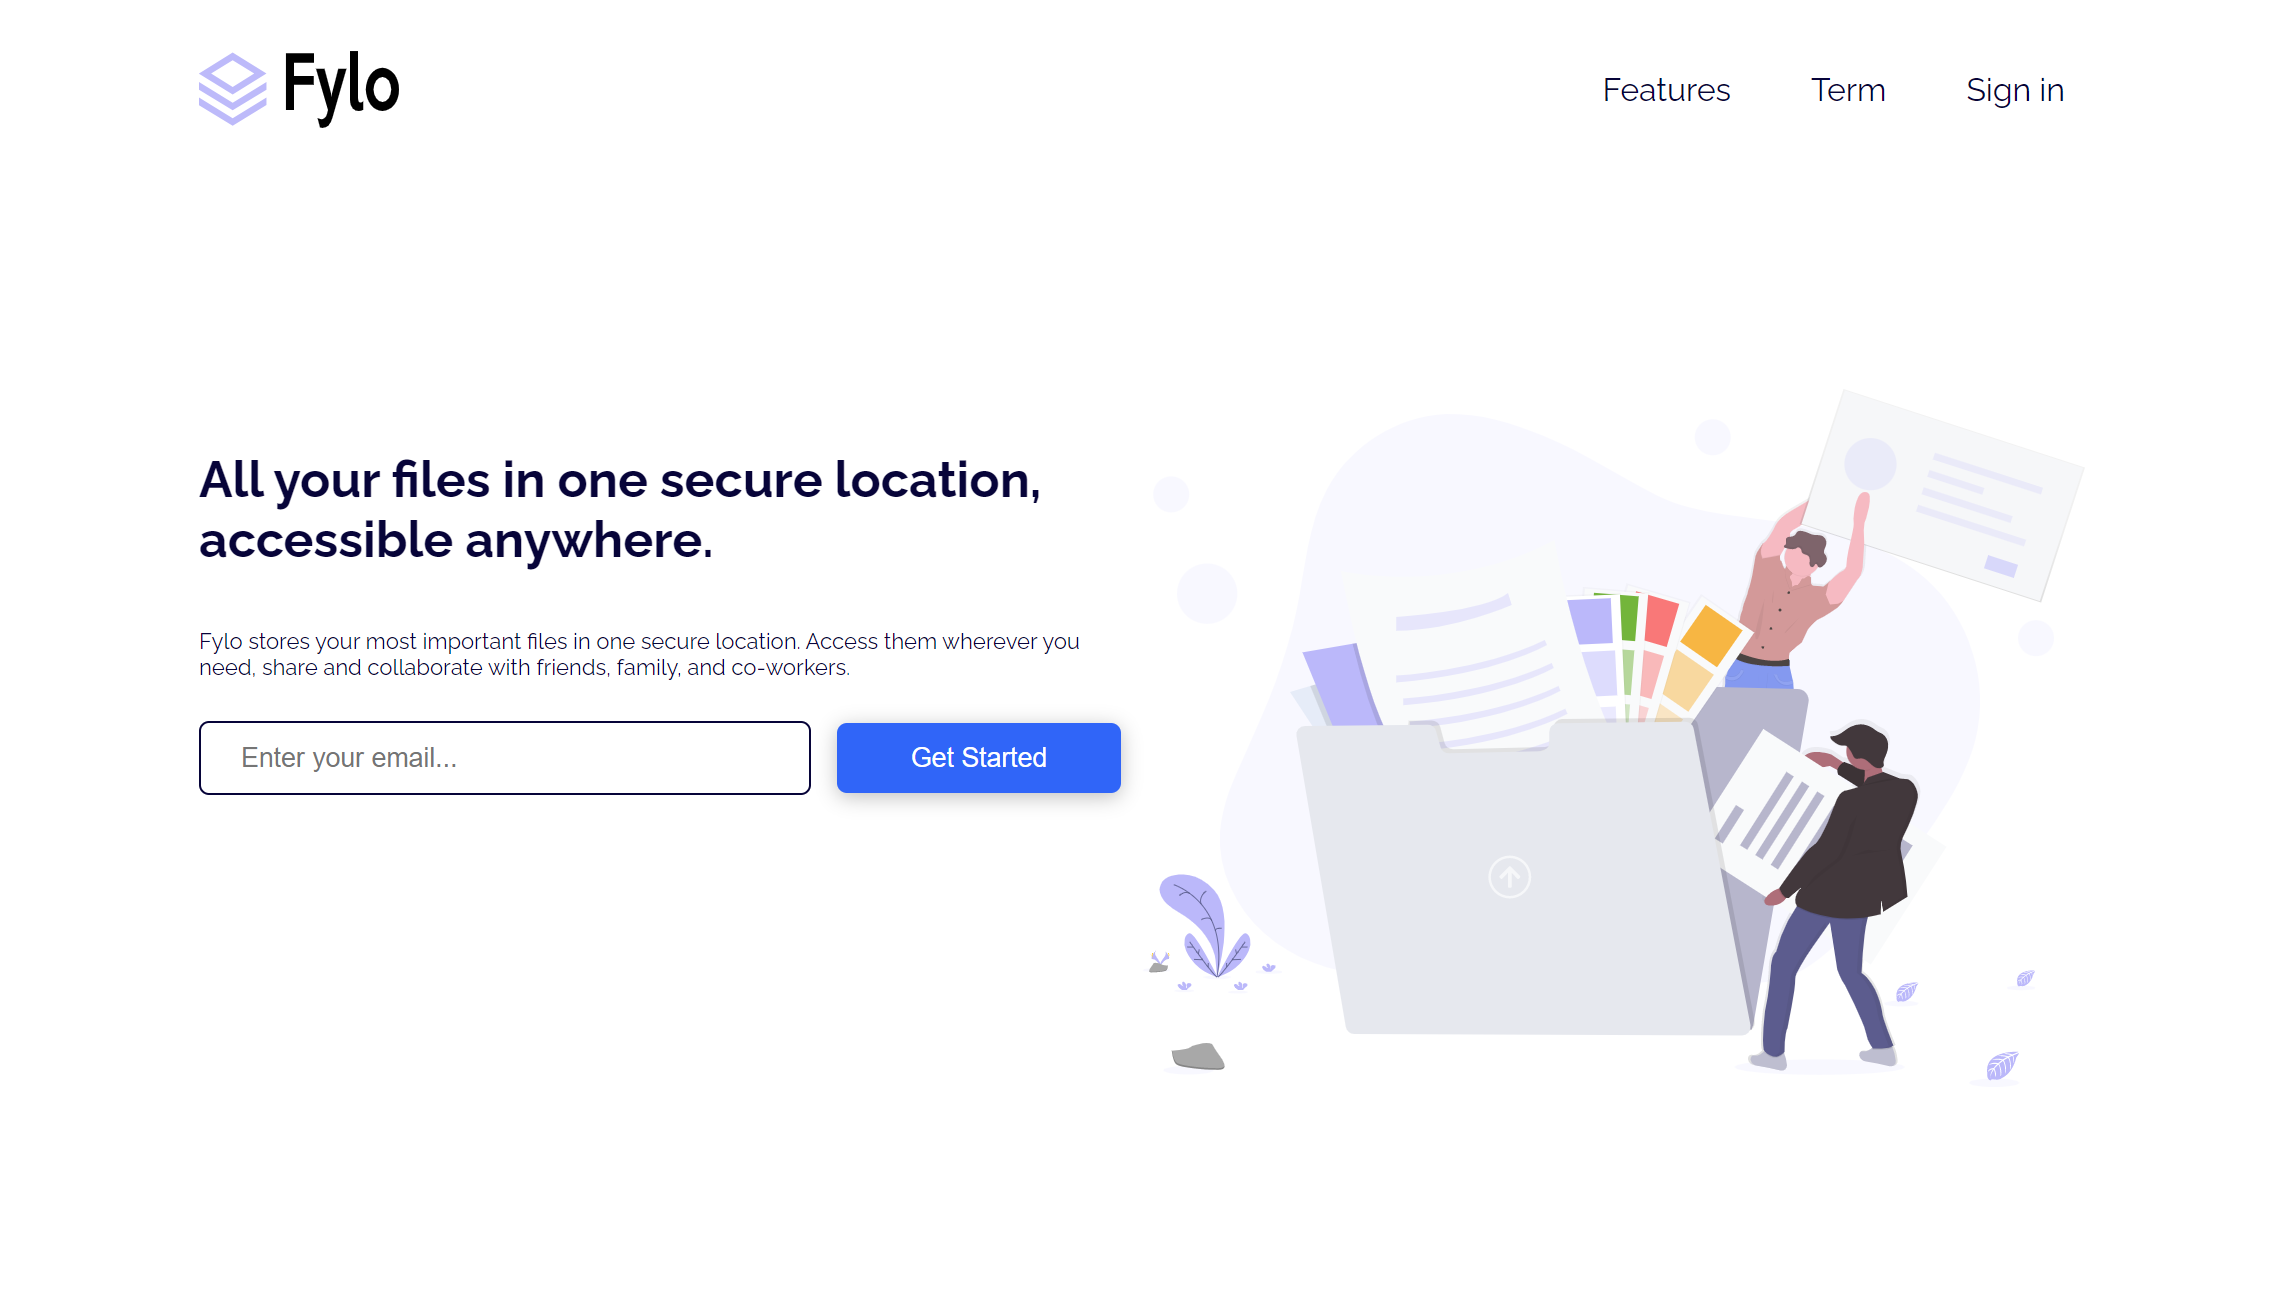 Fylo
Features
Term
Sign in
All your files in one secure location,
accessible anywhere.
Fylo stores your most important files in one secure location. Access them wherever you
need, share and collaborate with friends, family, and co-workers.
Enter your email...
Get Started